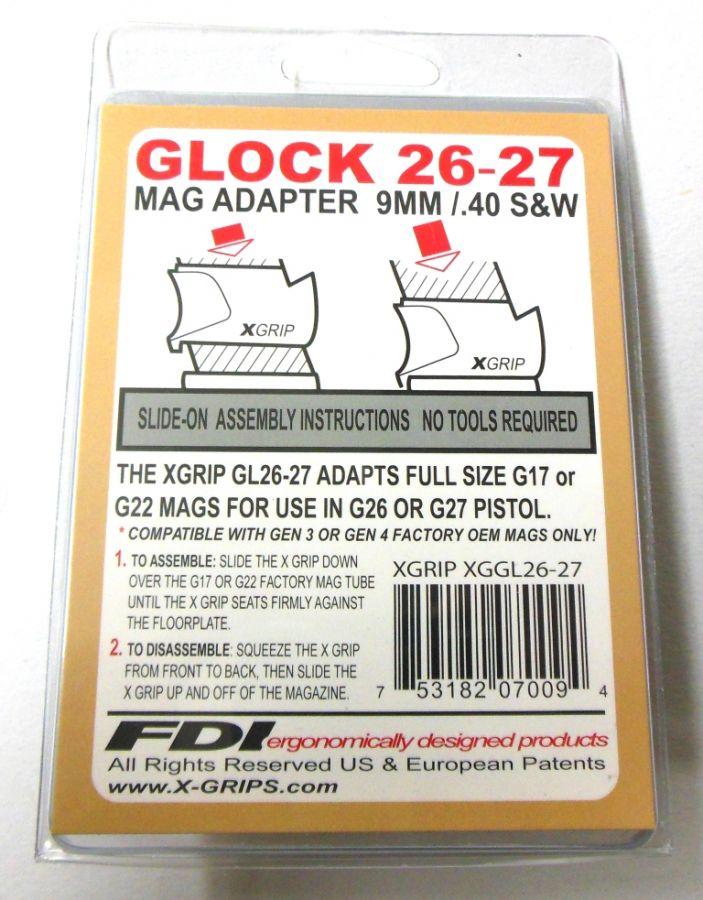 GLOCK 26-27
MAG ADAPTER 9MM /.40 S&W
XGRIP
XGRIP
SLIDE-ON ASSEMBLY INSTRUCTIONS NO TOOLS REQUIRED
THE XGRIP GL26-27 ADAPTS FULL SIZE G17 or
G22 MAGS FOR USE IN G26 OR G27 PISTOL.
* COMPATIBLE WITH GEN 3 OR GEN 4 FACTORY OEM MAGS ONLY!
1. TO ASSEMBLE: SLIDE THE X GRIP DOWN
OVER THE G17 OR G22 FACTORY MAG TUBE
UNTIL THE X GRIP SEATS FIRMLY AGAINST
THE FLOORPLATE.
2. TO DISASSEMBLE: SQUEEZE THE X GRIP
FROM FRONT TO BACK, THEN SLIDE THE
X GRIP UP AND OFF OF THE MAGAZINE.
XGRIP XGGL26-27
7 53182 07009 4
FDI ergonomically designed products
All Rights Reserved US & European Patents
www.X-GRIPS.com